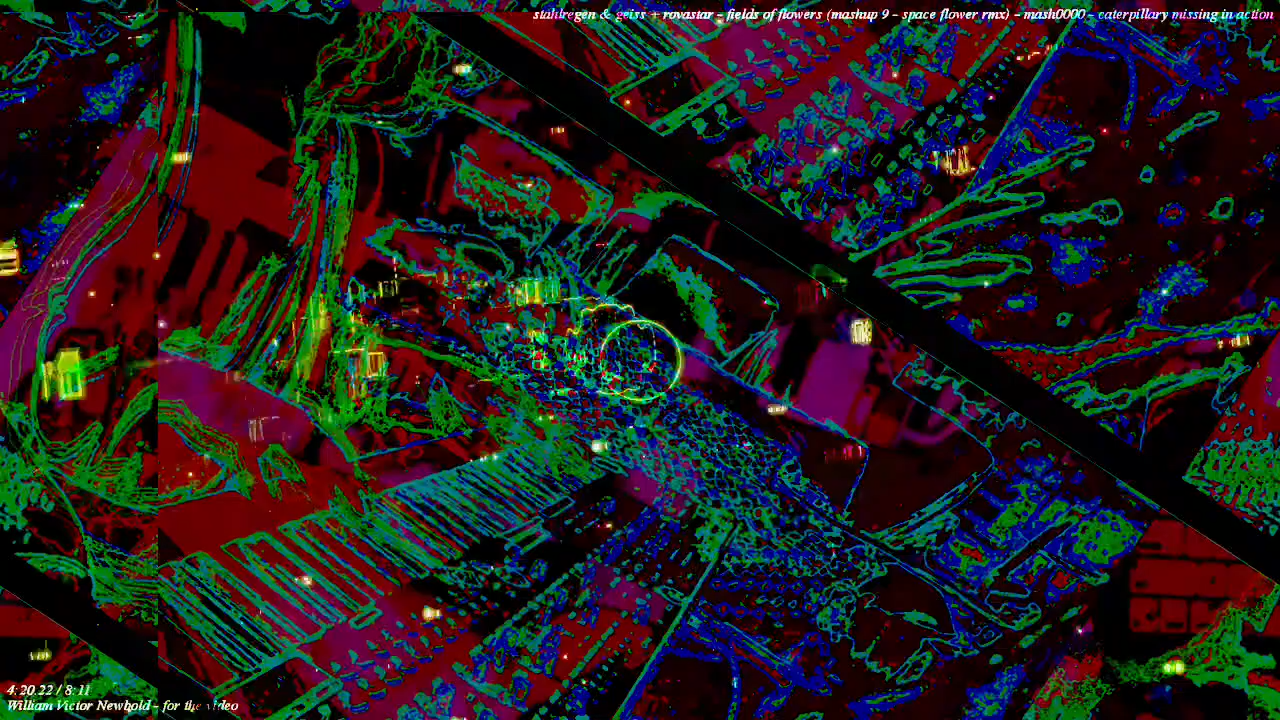 stahlregen & geiss + rovastar - fields of flowers (mashup 9 - space flower rmx) - mash0000 - caterpillary missing in action
4:20.22 / 8:11
William Victor Newbold - for the video